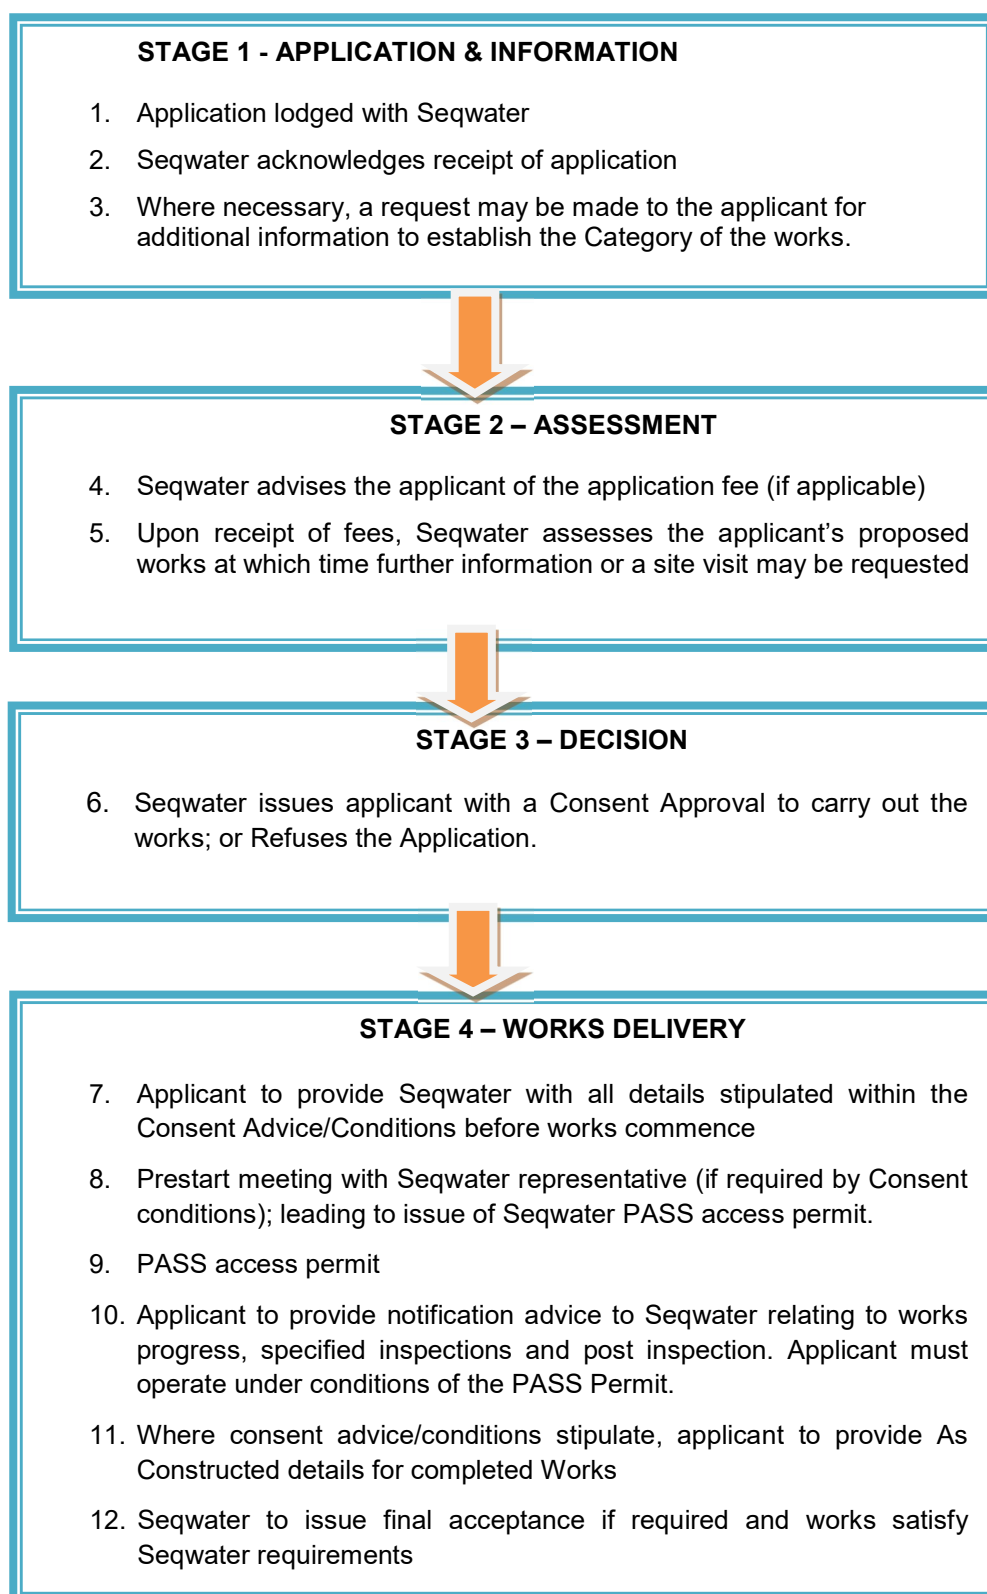 STAGE 1 - APPLICATION & INFORMATION
1. Application lodged with Seqwater
2. Seqwater acknowledges receipt of application
3. Where necessary, a request may be made to the applicant for
additional information to establish the Category of the works.
STAGE 2 – ASSESSMENT
4. Seqwater advises the applicant of the application fee (if applicable)
5. Upon receipt of fees, Seqwater assesses the applicant’s proposed
works at which time further information or a site visit may be requested
STAGE 3 – DECISION
6. Seqwater issues applicant with a Consent Approval to carry out the
works; or Refuses the Application.
STAGE 4 – WORKS DELIVERY
7. Applicant to provide Seqwater with all details stipulated within the
Consent Advice/Conditions before works commence
8. Prestart meeting with Seqwater representative (if required by Consent
conditions); leading to issue of Seqwater PASS access permit.
9. PASS access permit
10. Applicant to provide notification advice to Seqwater relating to works
progress, specified inspections and post inspection. Applicant must
operate under conditions of the PASS Permit.
11. Where consent advice/conditions stipulate, applicant to provide As
Constructed details for completed Works
12. Seqwater to issue final acceptance if required and works satisfy
Seqwater requirements